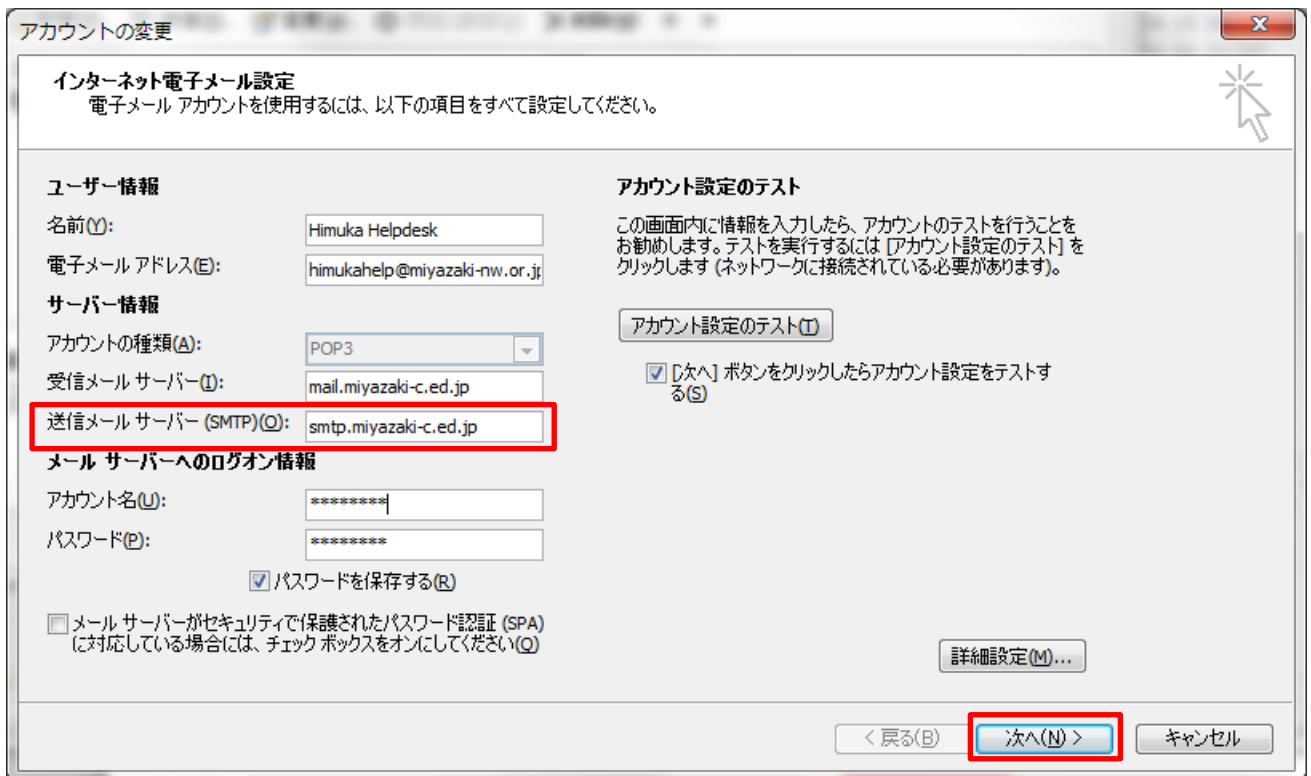 アカウントの変更
インターネット電子メール設定
電子メール アカウントを使用するには、以下の項目をすべて設定してください。
ユーザー情報
名前(Y):
Himuka Helpdesk
電子メール アドレス(E):
himukahelp@miyazaki-nw.or.jp
サーバー情報
アカウントの種類(A):
POP3
受信メール サーバー(I):
mail.miyazaki-c.ed.jp
送信メール サーバー (SMTP)(O):
smtp.miyazaki-c.ed.jp
メール サーバーへのログオン情報
アカウント名(U):
********
パスワード(P):
********
パスワードを保存する(R)
メール サーバーがセキュリティで保護されたパスワード認証 (SPA)
に対応している場合には、チェック ボックスをオンにしてください(Q)
アカウント設定のテスト
この画面内に情報を入力したら、アカウントのテストを行うことを
お勧めします。テストを実行するには [アカウント設定のテスト] を
クリックします (ネットワークに接続されている必要があります)。
アカウント設定のテスト(T)
[次へ] ボタンをクリックしたらアカウント設定をテストす
る(S)
詳細設定(M)...
< 戻る(B)
次へ(N) >
キャンセル